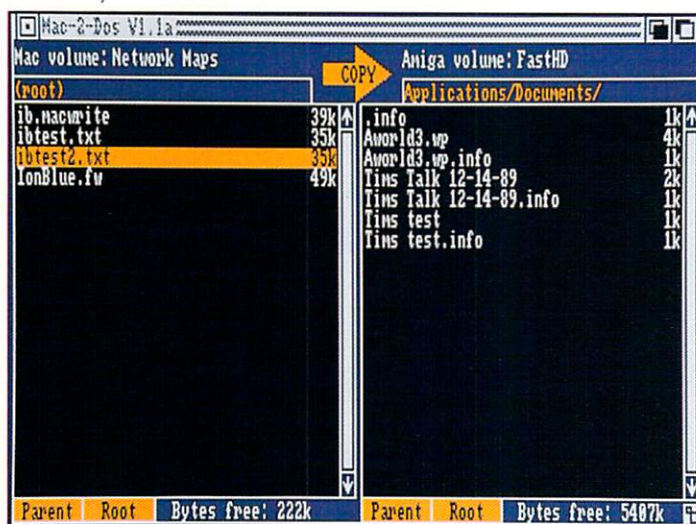 Mac-2-Dos V1.1a
Mac volume: Network Maps
COPY
Amiga volume: FastHD
(root)
Applications/Documents/
ib.macwrite 39k
ibtest.txt 35k
ibtest2.txt 35k
IonBlue.fw 49k
.info 1k
Aworld3.wp 4k
Aworld3.wp.info 1k
Tims Talk 12-14-89 2k
Tims Talk 12-14-89.info 1k
Tims test 1k
Tims test.info 1k
Parent Root Bytes free: 222k
Parent Root Bytes free: 5407k